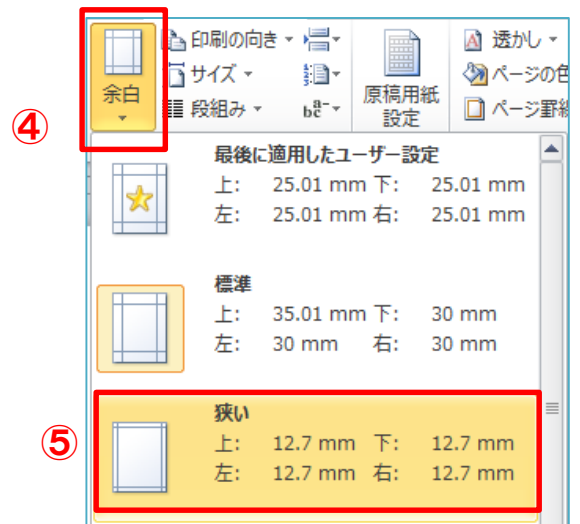 ④
余白
印刷の向き
サイズ
段組み
原稿用紙
設定
透かし
ページの色
ページ罫線
最後に適用したユーザー設定
上: 25.01 mm 下: 25.01 mm
左: 25.01 mm 右: 25.01 mm
標準
上: 35.01 mm 下: 30 mm
左: 30 mm 右: 30 mm
⑤
狭い
上: 12.7 mm 下: 12.7 mm
左: 12.7 mm 右: 12.7 mm